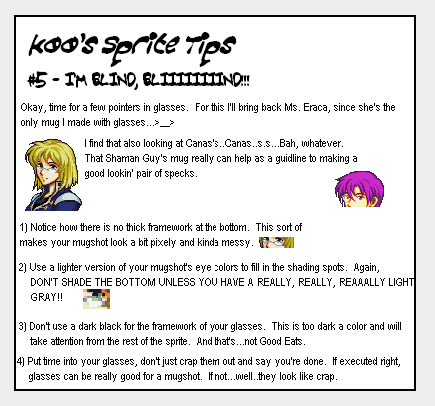 Koo's Sprite Tips
#5 - I'm BLIND, BLIIIIIIIIND!!!
Okay, time for a few pointers in glasses.  For this I'll bring back Ms. Eraca, since she's the
only mug I made with glasses...>__>
I find that also looking at Canas's..Canas..s.s...Bah, whatever.
That Shaman Guy's mug really can help as a guidline to making a
good lookin' pair of specks.
1) Notice how there is no thick framework at the bottom.  This sort of
makes your mugshot look a bit pixely and kinda messy.
2) Use a lighter version of your mugshot's eye colors to fill in the shading spots.  Again,
DON'T SHADE THE BOTTOM UNLESS YOU HAVE A REALLY, REALLY, REAAALLY LIGHT
GRAY!!
3) Don't use a dark black for the framework of your glasses.  This is too dark a color and will
take attention from the rest of the sprite.  And that's...not Good Eats.
4) Put time into your glasses, don't just crap them out and say you're done.  If executed right,
glasses can be really good for a mugshot.  If not...well..they look like crap.